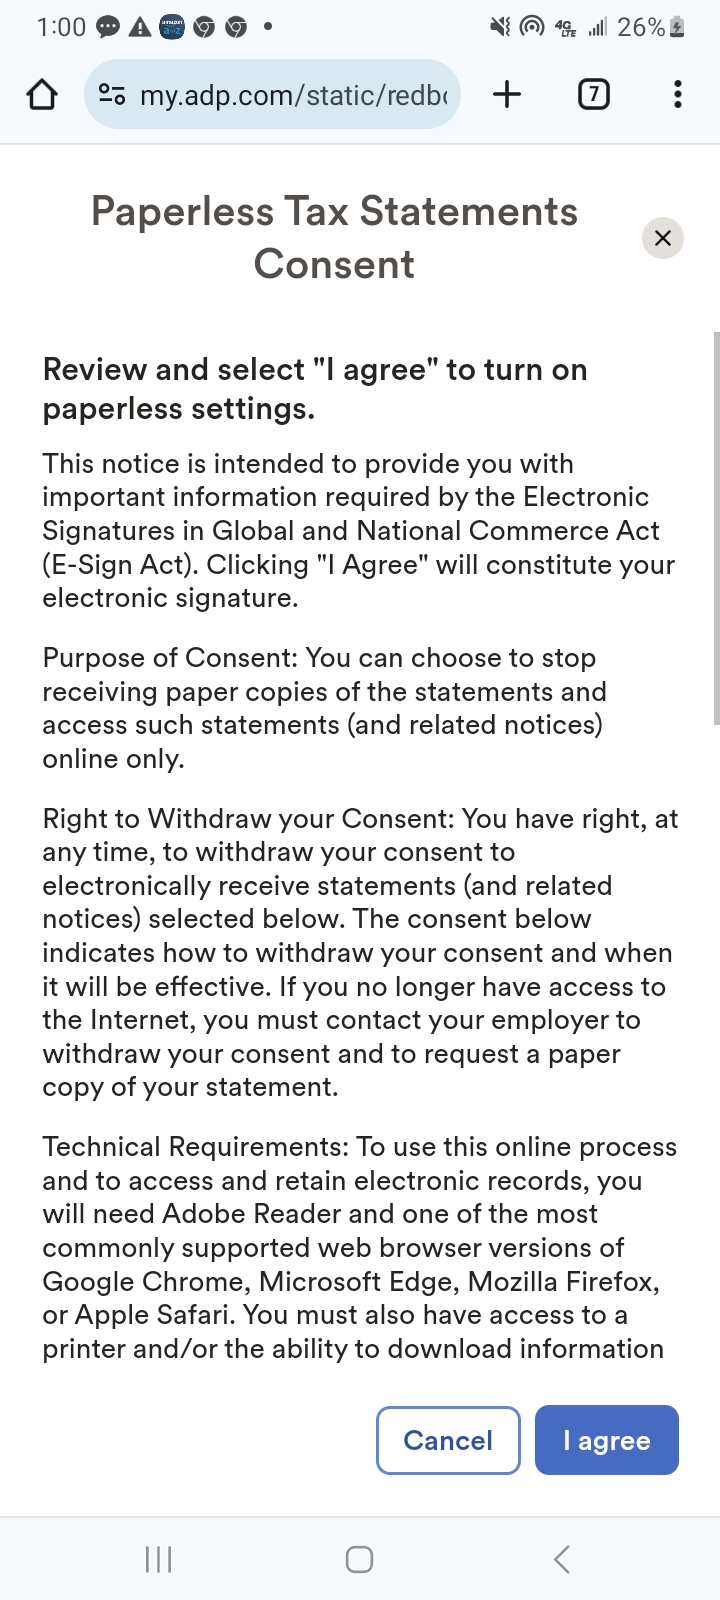 1:00
amazon
a to z
4G
LTE
26%
my.adp.com/static/redb
7
Paperless Tax Statements
Consent
Review and select "I agree" to turn on
paperless settings.
This notice is intended to provide you with
important information required by the Electronic
Signatures in Global and National Commerce Act
(E-Sign Act). Clicking "I Agree" will constitute your
electronic signature.
Purpose of Consent: You can choose to stop
receiving paper copies of the statements and
access such statements (and related notices)
online only.
Right to Withdraw your Consent: You have right, at
any time, to withdraw your consent to
electronically receive statements (and related
notices) selected below. The consent below
indicates how to withdraw your consent and when
it will be effective. If you no longer have access to
the Internet, you must contact your employer to
withdraw your consent and to request a paper
copy of your statement.
Technical Requirements: To use this online process
and to access and retain electronic records, you
will need Adobe Reader and one of the most
commonly supported web browser versions of
Google Chrome, Microsoft Edge, Mozilla Firefox,
or Apple Safari. You must also have access to a
printer and/or the ability to download information
Cancel
I agree